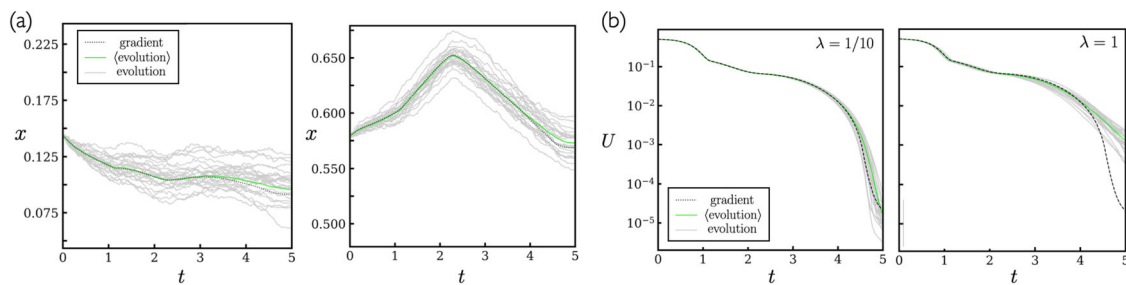 (a)
0.225
0.175
x
0.125
0.075
gradient
⟨evolution⟩
evolution
0 1 2 3 4 5
t
0.650
0.600
x
0.550
0.500
0 1 2 3 4 5
t
(b)
λ = 1/10
10⁻¹
10⁻²
U
10⁻³
10⁻⁴
10⁻⁵
gradient
⟨evolution⟩
evolution
0 1 2 3 4 5
t
λ = 1
0 1 2 3 4 5
t